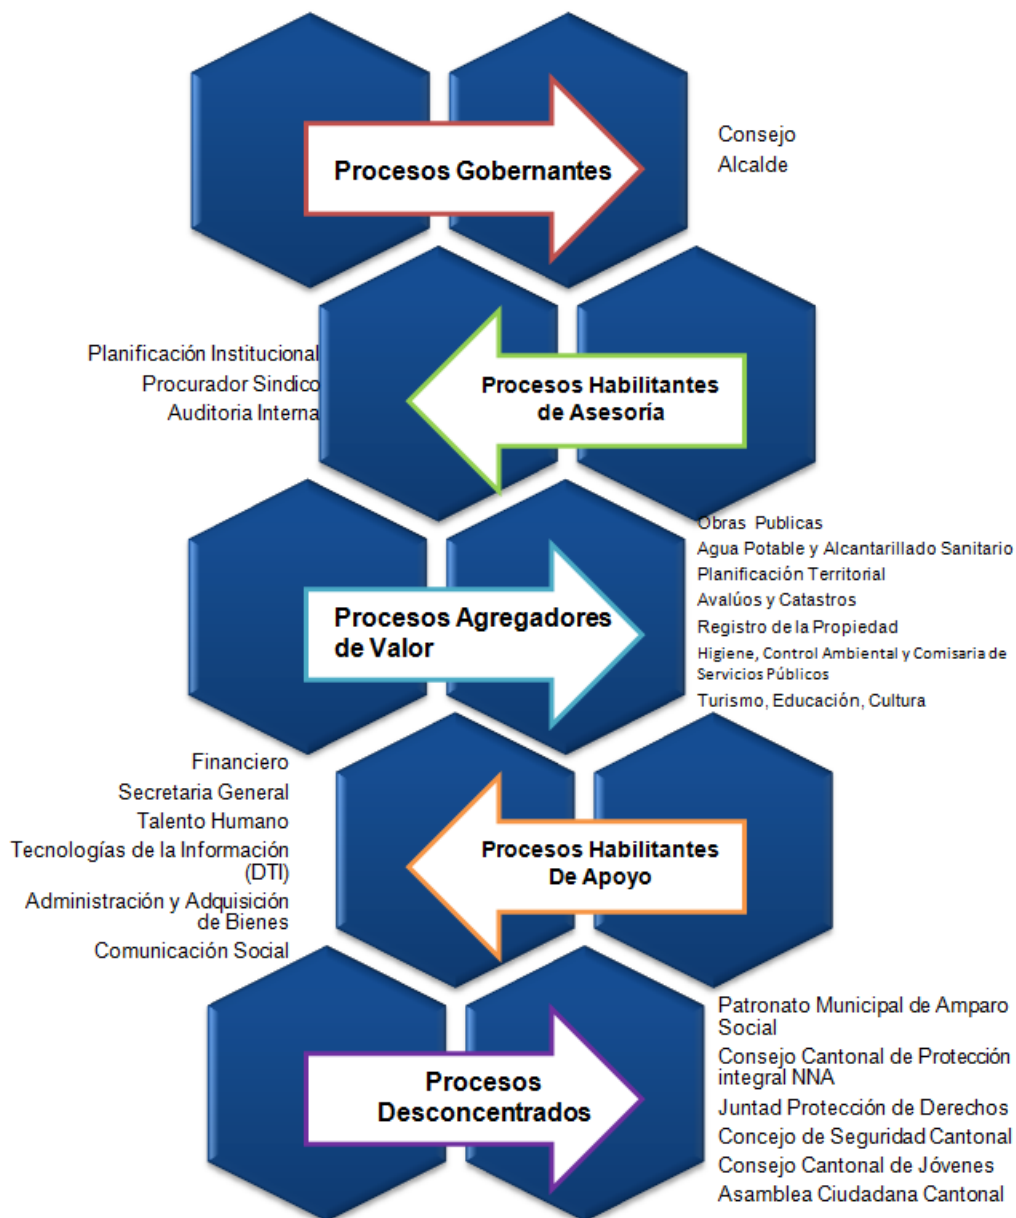 Procesos Gobernantes
Consejo
Alcalde
Planificación Institucional
Procurador Sindico
Auditoria Interna
Procesos Habilitantes
de Asesoría
Procesos Agregadores
de Valor
Obras Publicas
Agua Potable y Alcantarillado Sanitario
Planificación Territorial
Avalúos y Catastros
Registro de la Propiedad
Higiene, Control Ambiental y Comisaria de
Servicios Públicos
Turismo, Educación, Cultura
Financiero
Secretaria General
Talento Humano
Tecnologías de la Información
(DTI)
Administración y Adquisición
de Bienes
Comunicación Social
Procesos Habilitantes
De Apoyo
Procesos
Desconcentrados
Patronato Municipal de Amparo
Social
Consejo Cantonal de Protección
integral NNA
Juntad Protección de Derechos
Concejo de Seguridad Cantonal
Consejo Cantonal de Jóvenes
Asamblea Ciudadana Cantonal